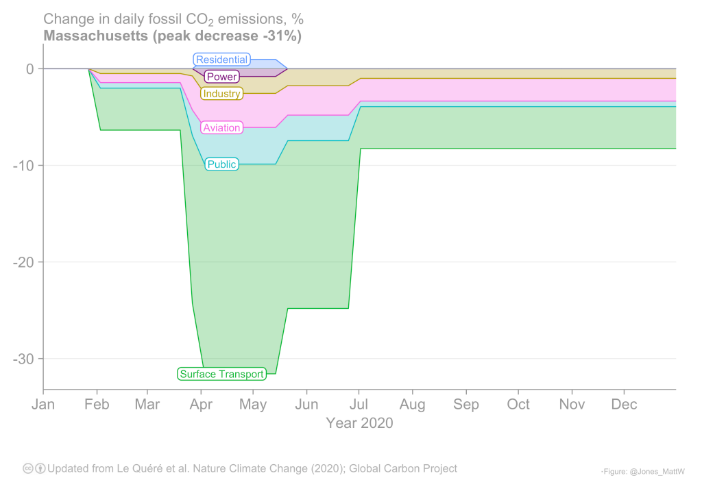 Change in daily fossil CO₂ emissions, %
Massachusetts (peak decrease -31%)
Residential
0
Power
Industry
Aviation
Public
-10
-20
-30
Surface Transport
Jan Feb Mar Apr May Jun Jul Aug Sep Oct Nov Dec
Year 2020
Updated from Le Quéré et al. Nature Climate Change (2020); Global Carbon Project
-Figure: @Jones_MattW